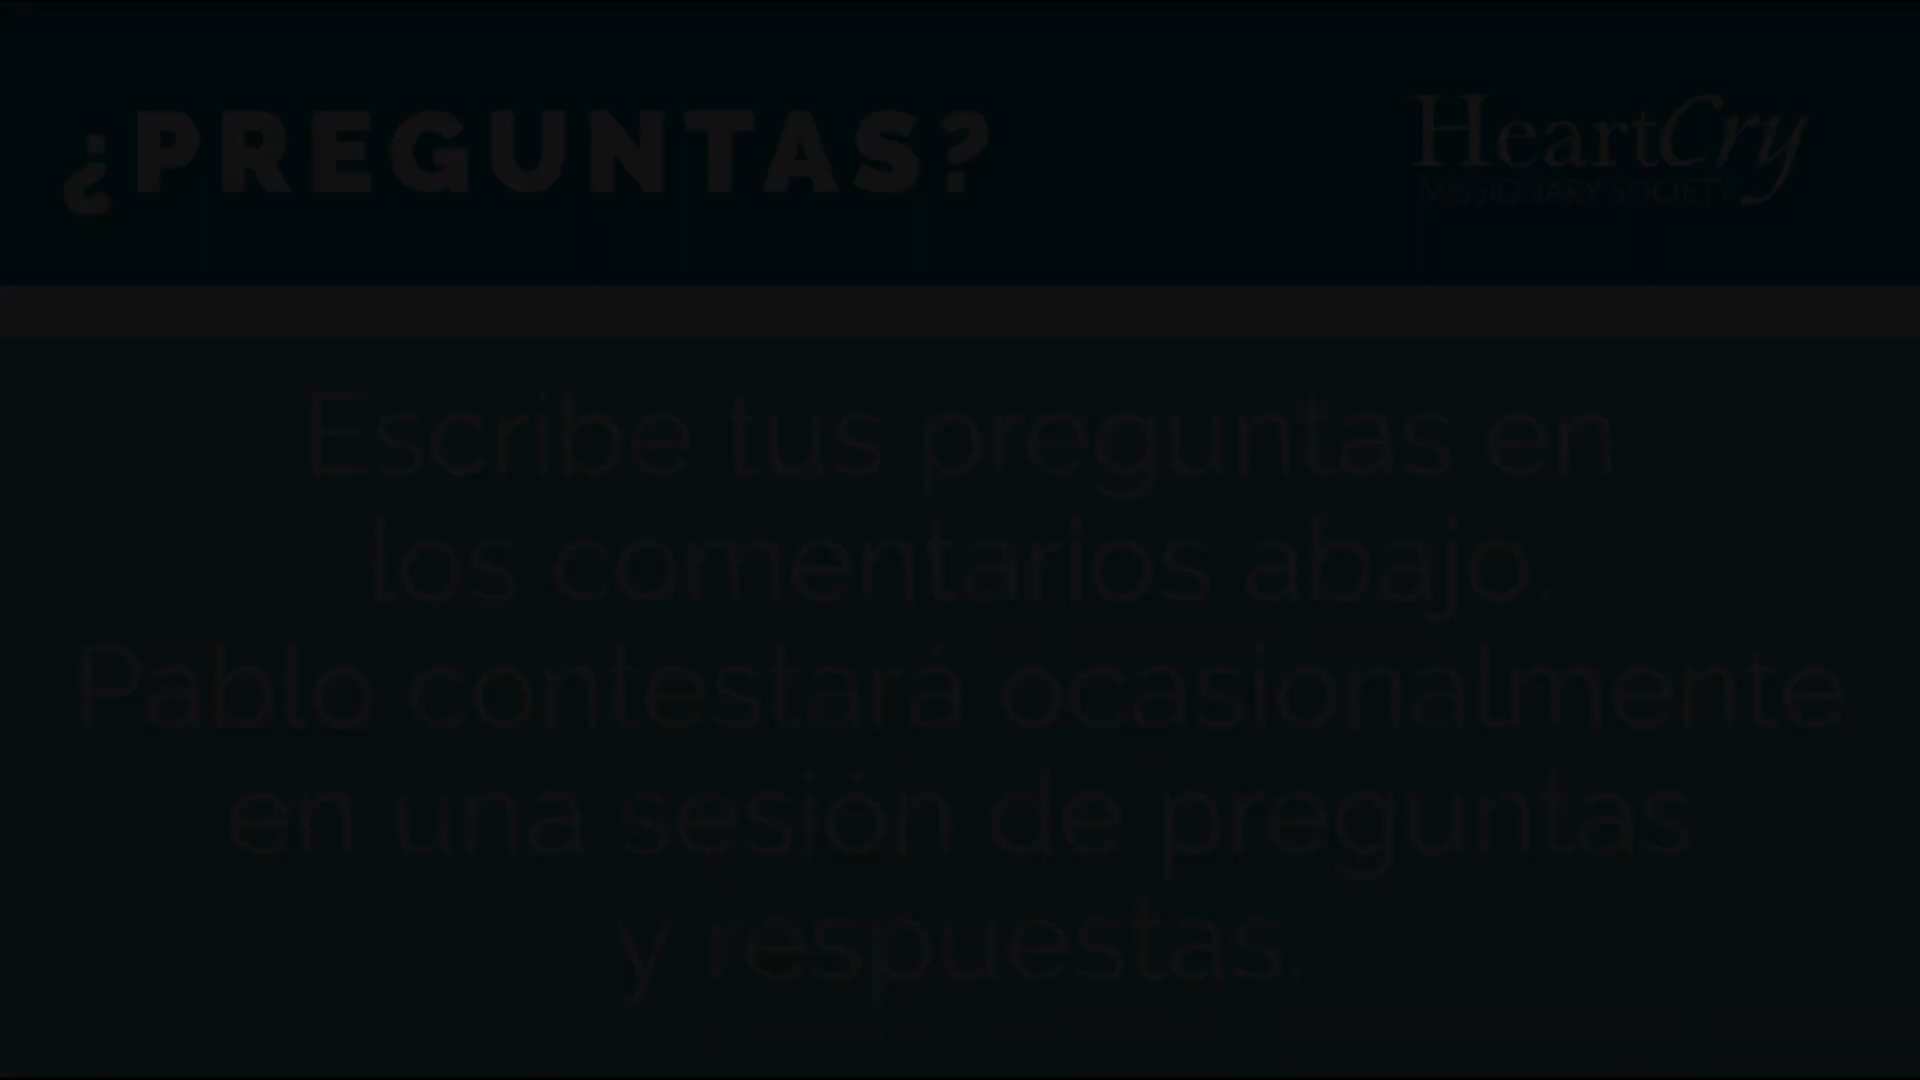 ¿PREGUNTAS?
HeartCry
MISSIONARY SOCIETY
Escribe tus preguntas en
los comentarios abajo.
Pablo contestará ocasionalmente
en una sesión de preguntas
y respuestas.